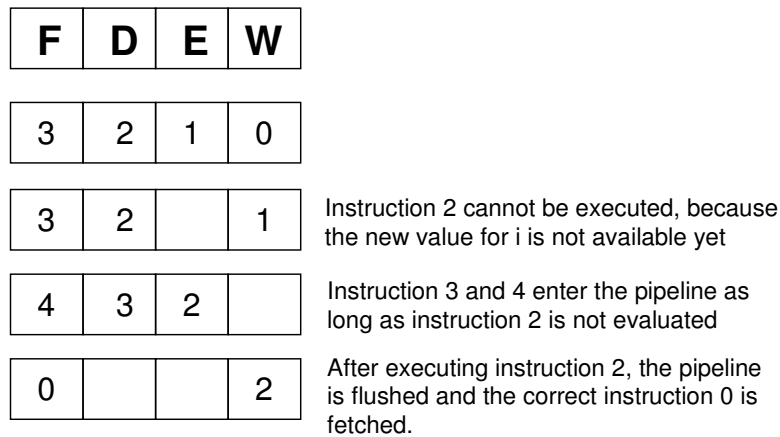 F D E W
3 2 1 0
3 2 1
Instruction 2 cannot be executed, because
the new value for i is not available yet
4 3 2
Instruction 3 and 4 enter the pipeline as
long as instruction 2 is not evaluated
0 2
After executing instruction 2, the pipeline
is flushed and the correct instruction 0 is
fetched.